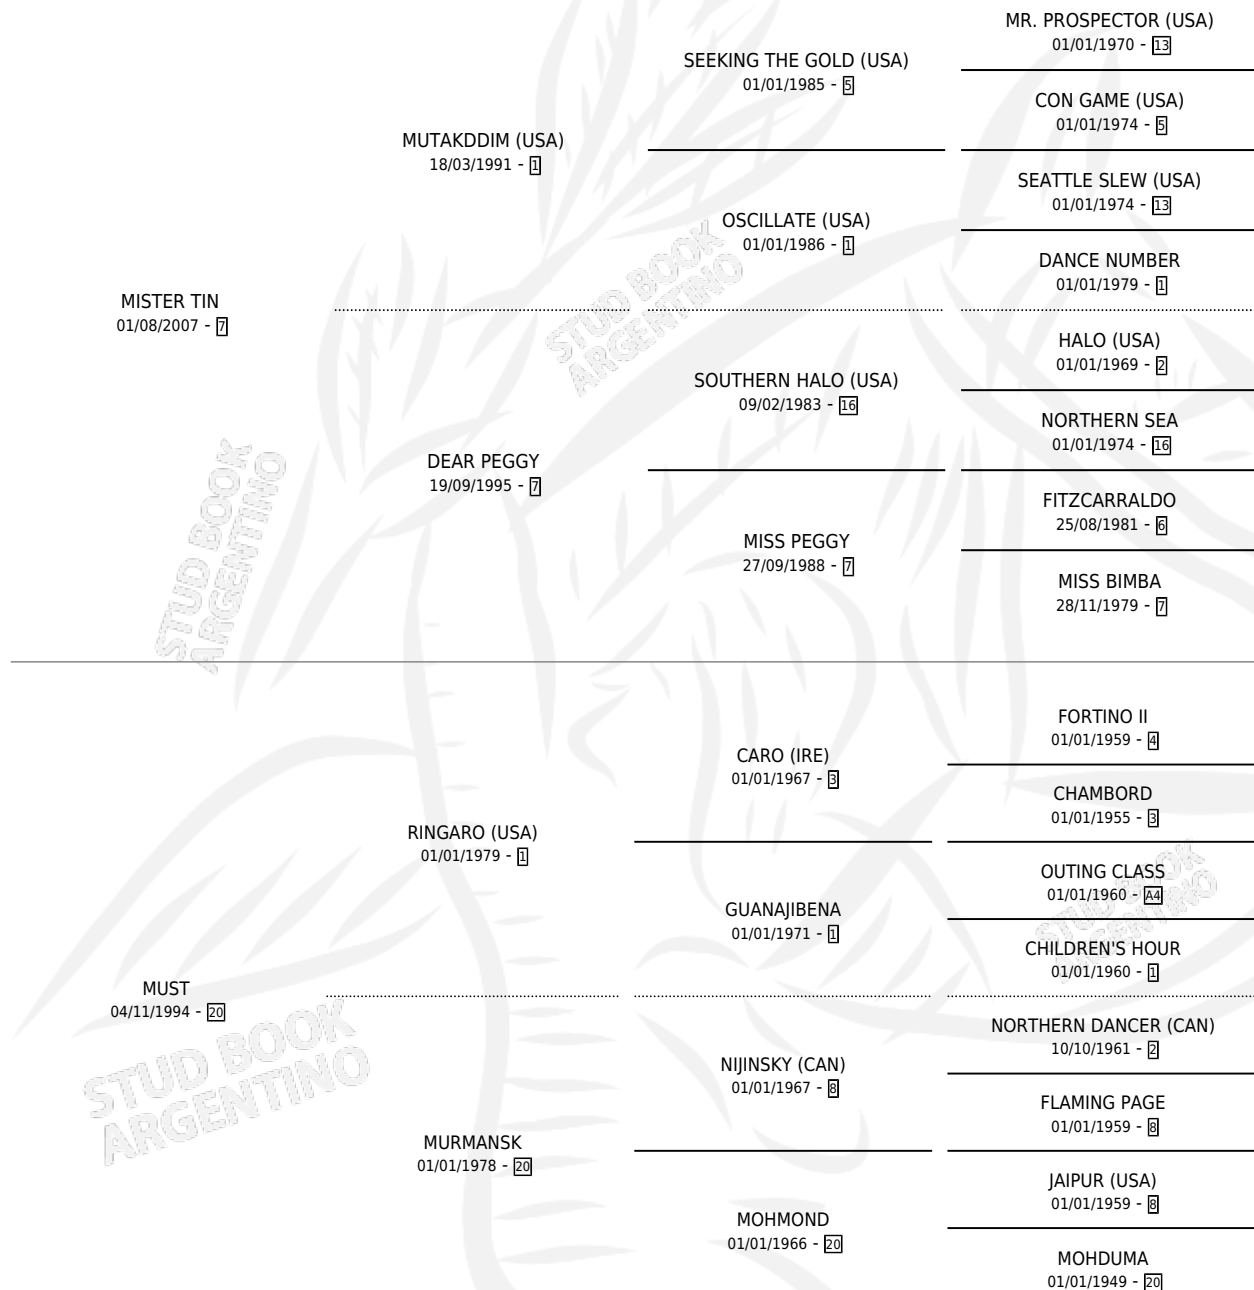 MR. PROSPECTOR (USA)
01/01/1970 - 13
SEEKING THE GOLD (USA)
01/01/1985 - 5
CON GAME (USA)
01/01/1974 - 5
MUTAKDDIM (USA)
18/03/1991 - 1
SEATTLE SLEW (USA)
01/01/1974 - 13
OSCILLATE (USA)
01/01/1986 - 1
DANCE NUMBER
01/01/1979 - 1
MISTER TIN
01/08/2007 - 7
HALO (USA)
01/01/1969 - 2
SOUTHERN HALO (USA)
09/02/1983 - 16
NORTHERN SEA
01/01/1974 - 16
DEAR PEGGY
19/09/1995 - 7
FITZCARRALDO
25/08/1981 - 6
MISS PEGGY
27/09/1988 - 7
MISS BIMBA
28/11/1979 - 7
FORTINO II
01/01/1959 - 4
CARO (IRE)
01/01/1967 - 3
CHAMBORD
01/01/1955 - 3
RINGARO (USA)
01/01/1979 - 1
OUTING CLASS
01/01/1960 - A4
GUANAJIBENA
01/01/1971 - 1
CHILDREN'S HOUR
01/01/1960 - 1
MUST
04/11/1994 - 20
NORTHERN DANCER (CAN)
10/10/1961 - 2
NIJINSKY (CAN)
01/01/1967 - 8
FLAMING PAGE
01/01/1959 - 8
MURMANSK
01/01/1978 - 20
JAIPUR (USA)
01/01/1959 - 8
MOHMOND
01/01/1966 - 20
MOHDUMA
01/01/1949 - 20
STUD BOOK
ARGENTINO
STUD BOOK
ARGENTINO
STUD BOOK
ARGENTINO
STUD BOOK
ARGENTINO